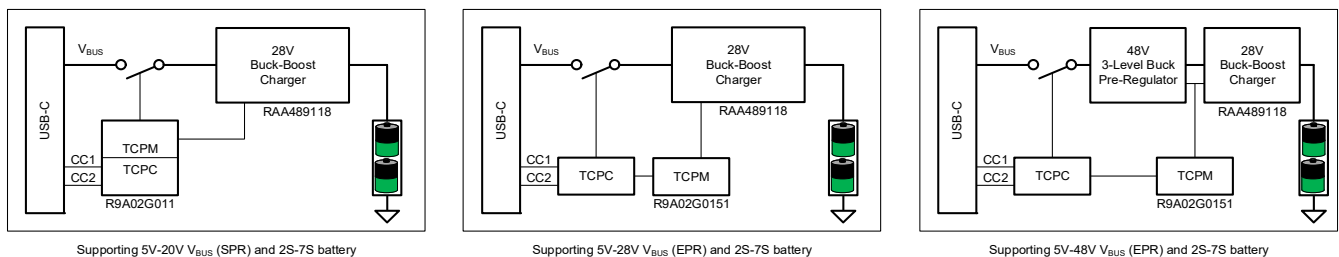 USB-C
VBUS
28V
Buck-Boost
Charger
RAA489118
TCPM
TCPC
CC1
CC2
R9A02G011
Supporting 5V-20V VBUS (SPR) and 2S-7S battery
USB-C
VBUS
28V
Buck-Boost
Charger
RAA489118
CC1
CC2
TCPC
TCPM
R9A02G0151
Supporting 5V-28V VBUS (EPR) and 2S-7S battery
USB-C
VBUS
48V
3-Level Buck
Pre-Regulator
28V
Buck-Boost
Charger
RAA489118
CC1
CC2
TCPC
TCPM
R9A02G0151
Supporting 5V-48V VBUS (EPR) and 2S-7S battery